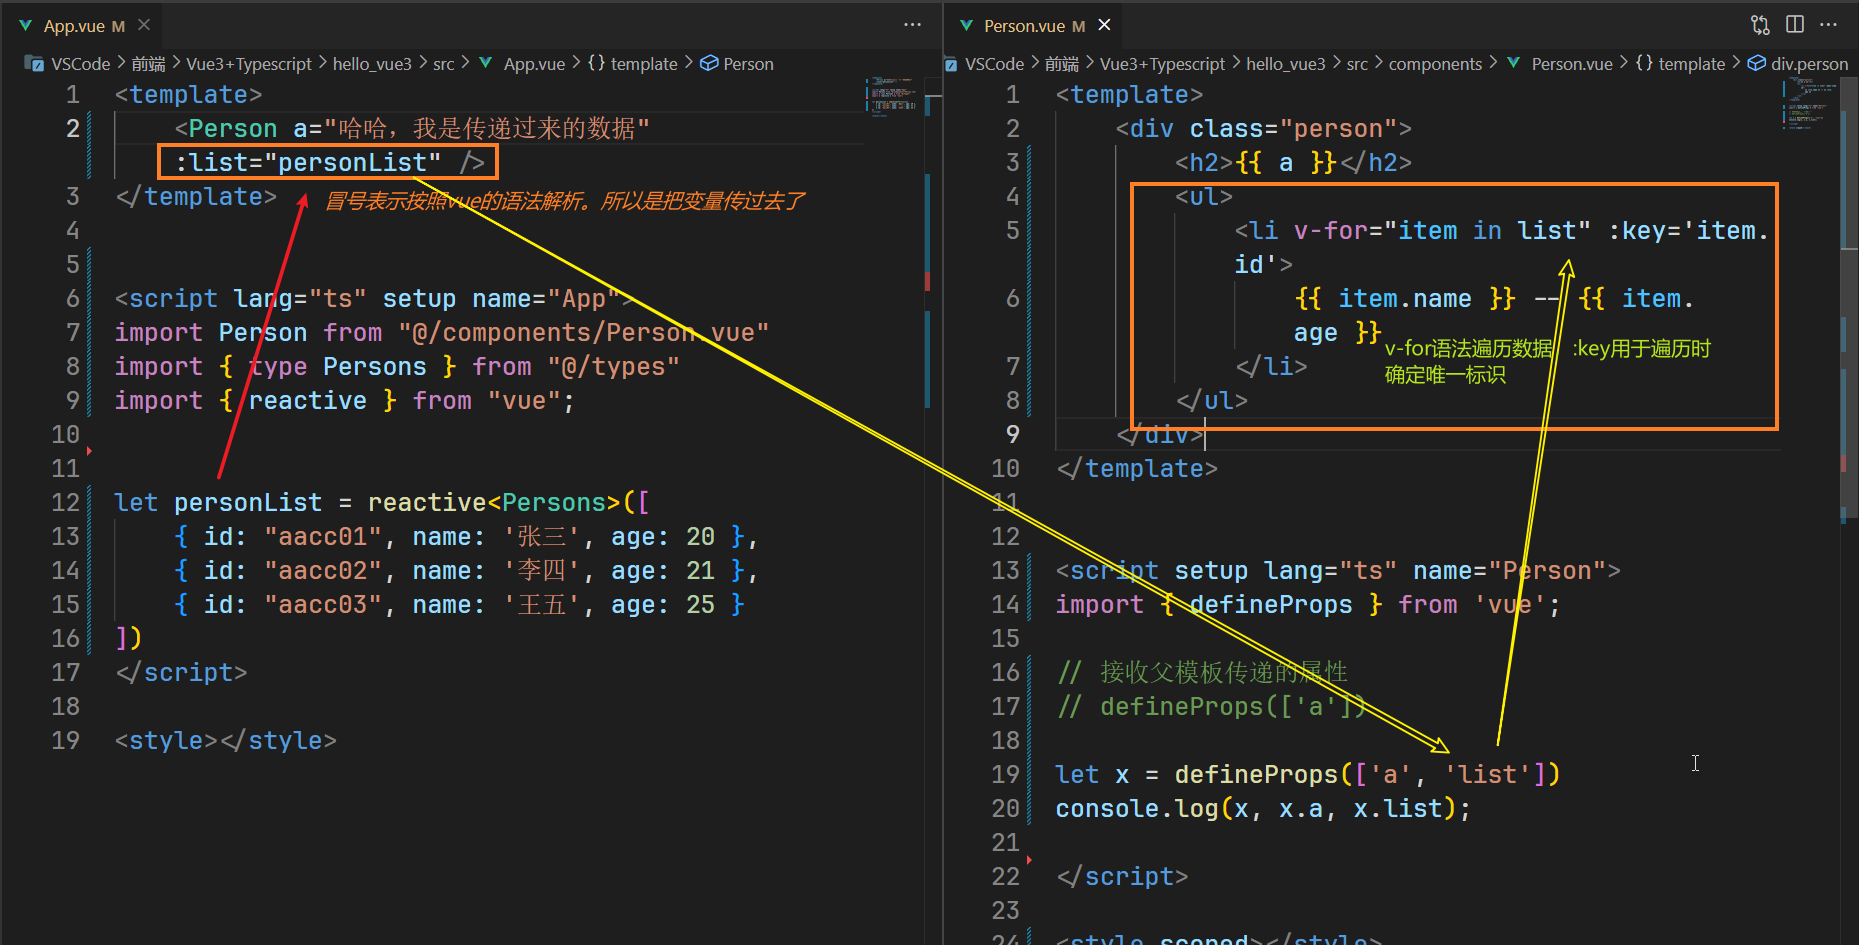 App.vue M
VSCode > 前端 > Vue3+Typescript > hello_vue3 > src > App.vue > {} template > Person
1 <template>
2 <Person a="哈哈，我是传递过来的数据"
:list="personList" />
3 </template>
冒号表示按照vue的语法解析。所以是把变量传过去了
4
5
6 <script lang="ts" setup name="App">
7 import Person from "@/components/Person.vue"
8 import { type Persons } from "@/types"
9 import { reactive } from "vue";
10
11
12 let personList = reactive<Persons>([
13 { id: "aacc01", name: '张三', age: 20 },
14 { id: "aacc02", name: '李四', age: 21 },
15 { id: "aacc03", name: '王五', age: 25 }
16 ])
17 </script>
18
19 <style></style>
Person.vue M
VSCode > 前端 > Vue3+Typescript > hello_vue3 > src > components > Person.vue > {} template > div.person
1 <template>
2 <div class="person">
3 <h2>{{ a }}</h2>
4 <ul>
5 <li v-for="item in list" :key='item.
id'>
6 {{ item.name }} -- {{ item.
age }}
v-for语法遍历数据 :key用于遍历时
确定唯一标识
7 </li>
8 </ul>
9 </div>
10 </template>
11
12
13 <script setup lang="ts" name="Person">
14 import { defineProps } from 'vue';
15
16 // 接收父模板传递的属性
17 // defineProps(['a'])
18
19 let x = defineProps(['a', 'list'])
20 console.log(x, x.a, x.list);
21
22 </script>
23
24 <style scoped></style>